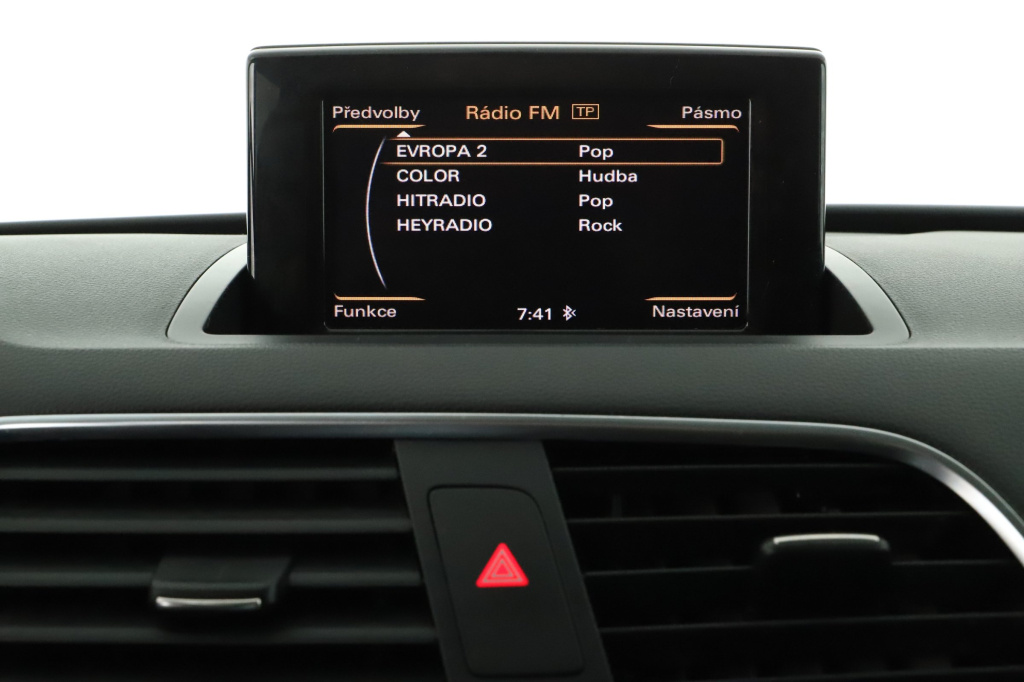 Předvolby Rádio FM TP Pásmo
EVROPA 2 Pop
COLOR Hudba
HITRADIO Pop
HEYRADIO Rock
Funkce 7:41 Nastavení